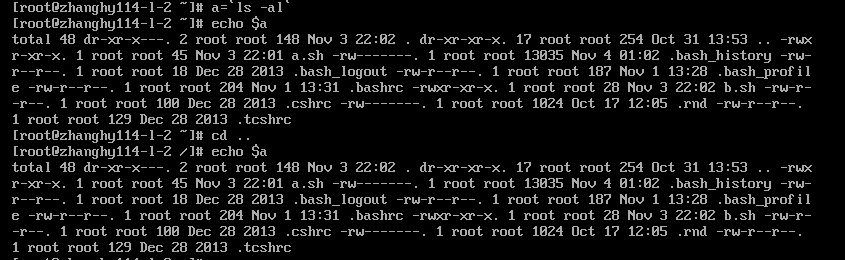 [root@zhanghy114-l-2 ~]# a=`ls -al`
[root@zhanghy114-l-2 ~]# echo $a
total 48 dr-xr-x---. 2 root root 148 Nov 3 22:02 . dr-xr-xr-x. 17 root root 254 Oct 31 13:53 .. -rwx
r-xr-x. 1 root root 45 Nov 3 22:01 a.sh -rw-------. 1 root root 13035 Nov 4 01:02 .bash_history -rw-
r--r--. 1 root root 18 Dec 28 2013 .bash_logout -rw-r--r--. 1 root root 187 Nov 1 13:28 .bash_profil
e -rw-r--r--. 1 root root 204 Nov 1 13:31 .bashrc -rwxr-xr-x. 1 root root 28 Nov 3 22:02 b.sh -rw-r-
-r--. 1 root root 100 Dec 28 2013 .cshrc -rw-------. 1 root root 1024 Oct 17 12:05 .rnd -rw-r--r--.
1 root root 129 Dec 28 2013 .tcshrc
[root@zhanghy114-l-2 ~]# cd ..
[root@zhanghy114-l-2 /]# echo $a
total 48 dr-xr-x---. 2 root root 148 Nov 3 22:02 . dr-xr-xr-x. 17 root root 254 Oct 31 13:53 .. -rwx
r-xr-x. 1 root root 45 Nov 3 22:01 a.sh -rw-------. 1 root root 13035 Nov 4 01:02 .bash_history -rw-
r--r--. 1 root root 18 Dec 28 2013 .bash_logout -rw-r--r--. 1 root root 187 Nov 1 13:28 .bash_profil
e -rw-r--r--. 1 root root 204 Nov 1 13:31 .bashrc -rwxr-xr-x. 1 root root 28 Nov 3 22:02 b.sh -rw-r-
-r--. 1 root root 100 Dec 28 2013 .cshrc -rw-------. 1 root root 1024 Oct 17 12:05 .rnd -rw-r--r--.
1 root root 129 Dec 28 2013 .tcshrc